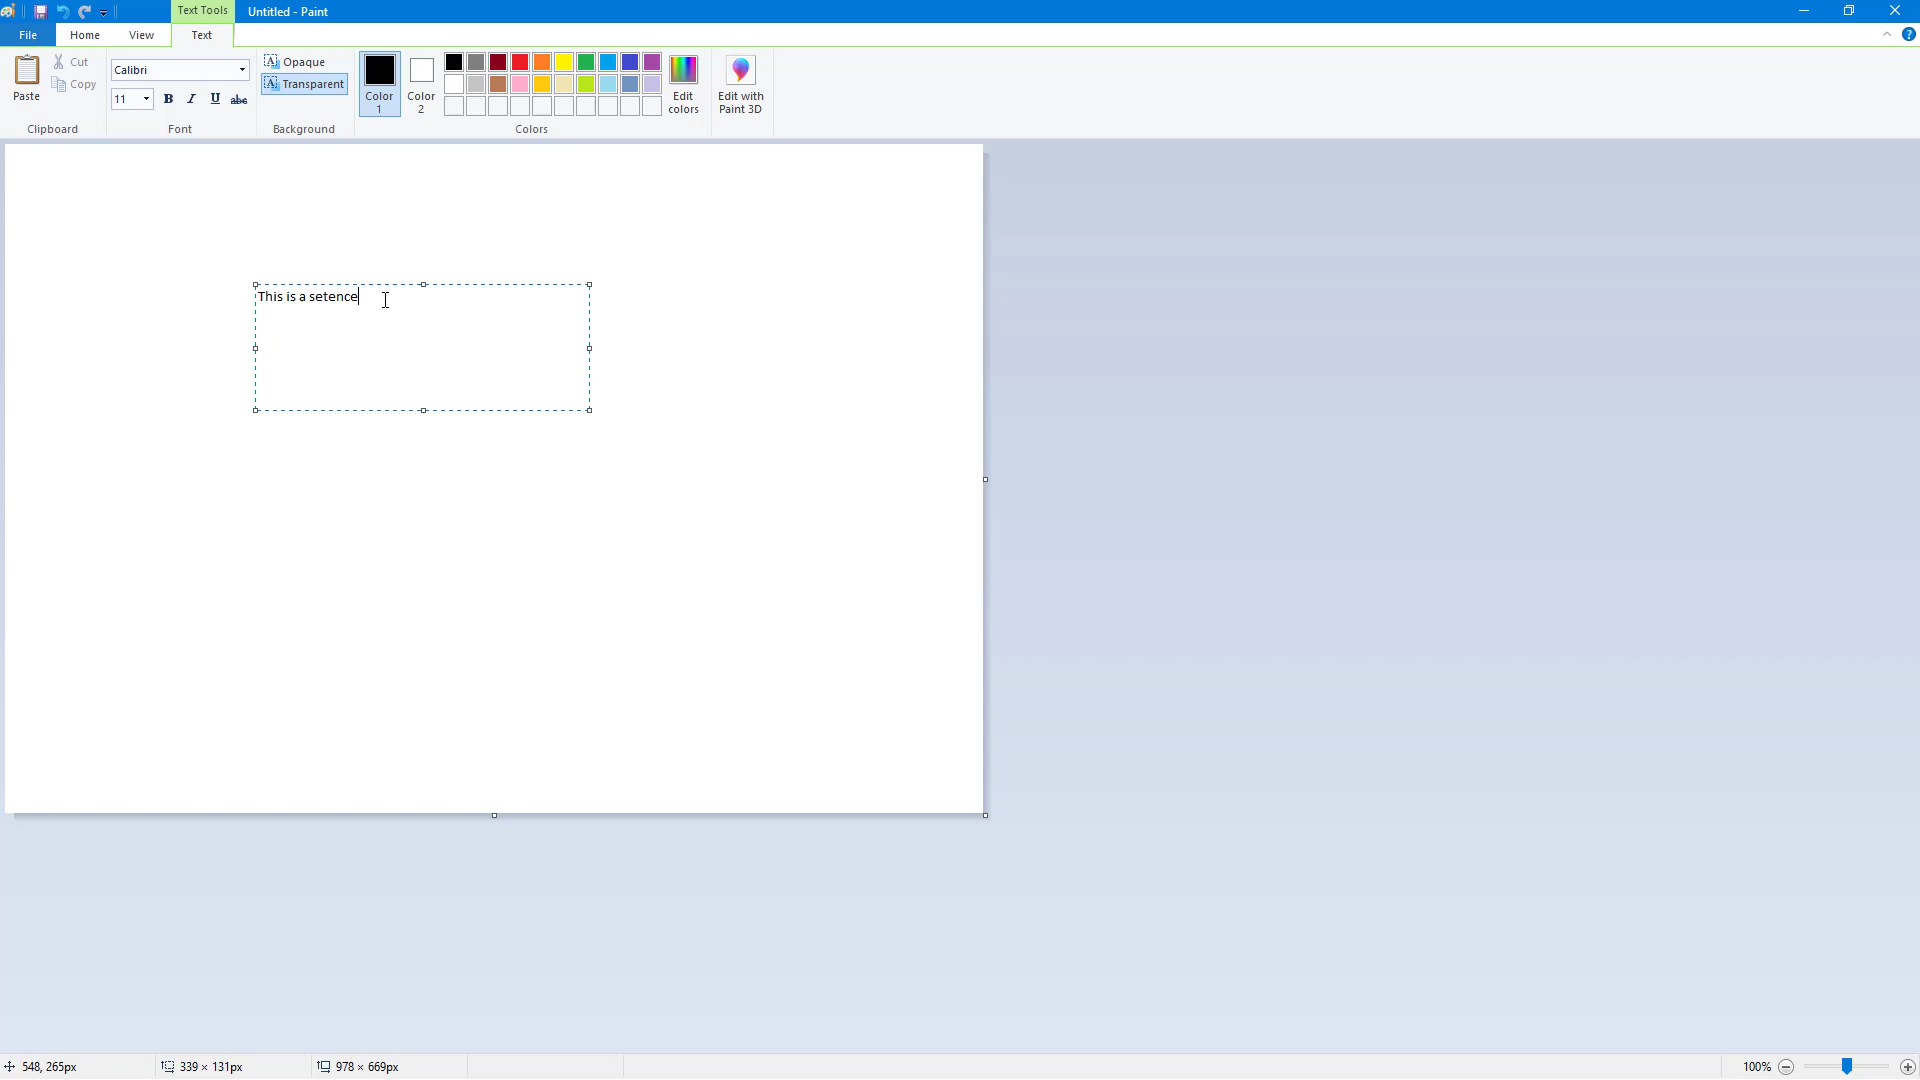 Text Tools Untitled - Paint
File Home View Text
Paste Cut Copy
Calibri
11 B I U abc
A Opaque
A Transparent
Color 1 Color 2
Edit colors
Edit with Paint 3D
Clipboard Font Background Colors
This is a setence
548, 265px 339 × 131px 978 × 669px 100%